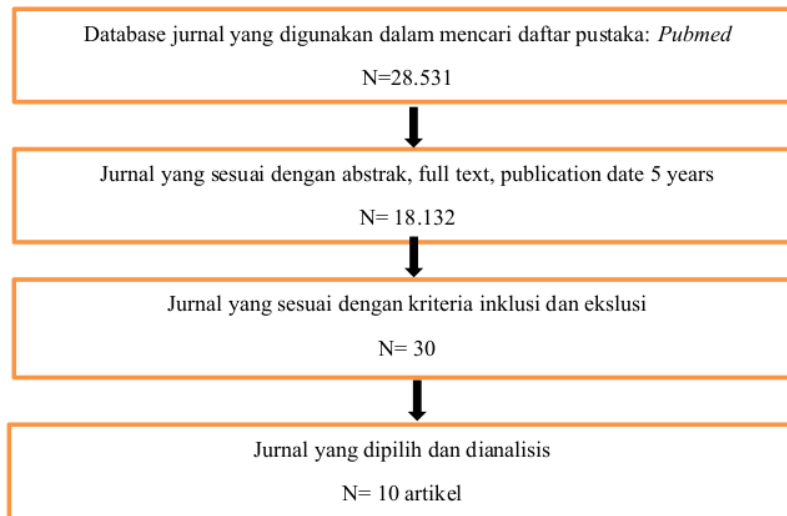 Database jurnal yang digunakan dalam mencari daftar pustaka: Pubmed
N=28.531
Jurnal yang sesuai dengan abstrak, full text, publication date 5 years
N= 18.132
Jurnal yang sesuai dengan kriteria inklusi dan ekslusi
N= 30
Jurnal yang dipilih dan dianalisis
N= 10 artikel